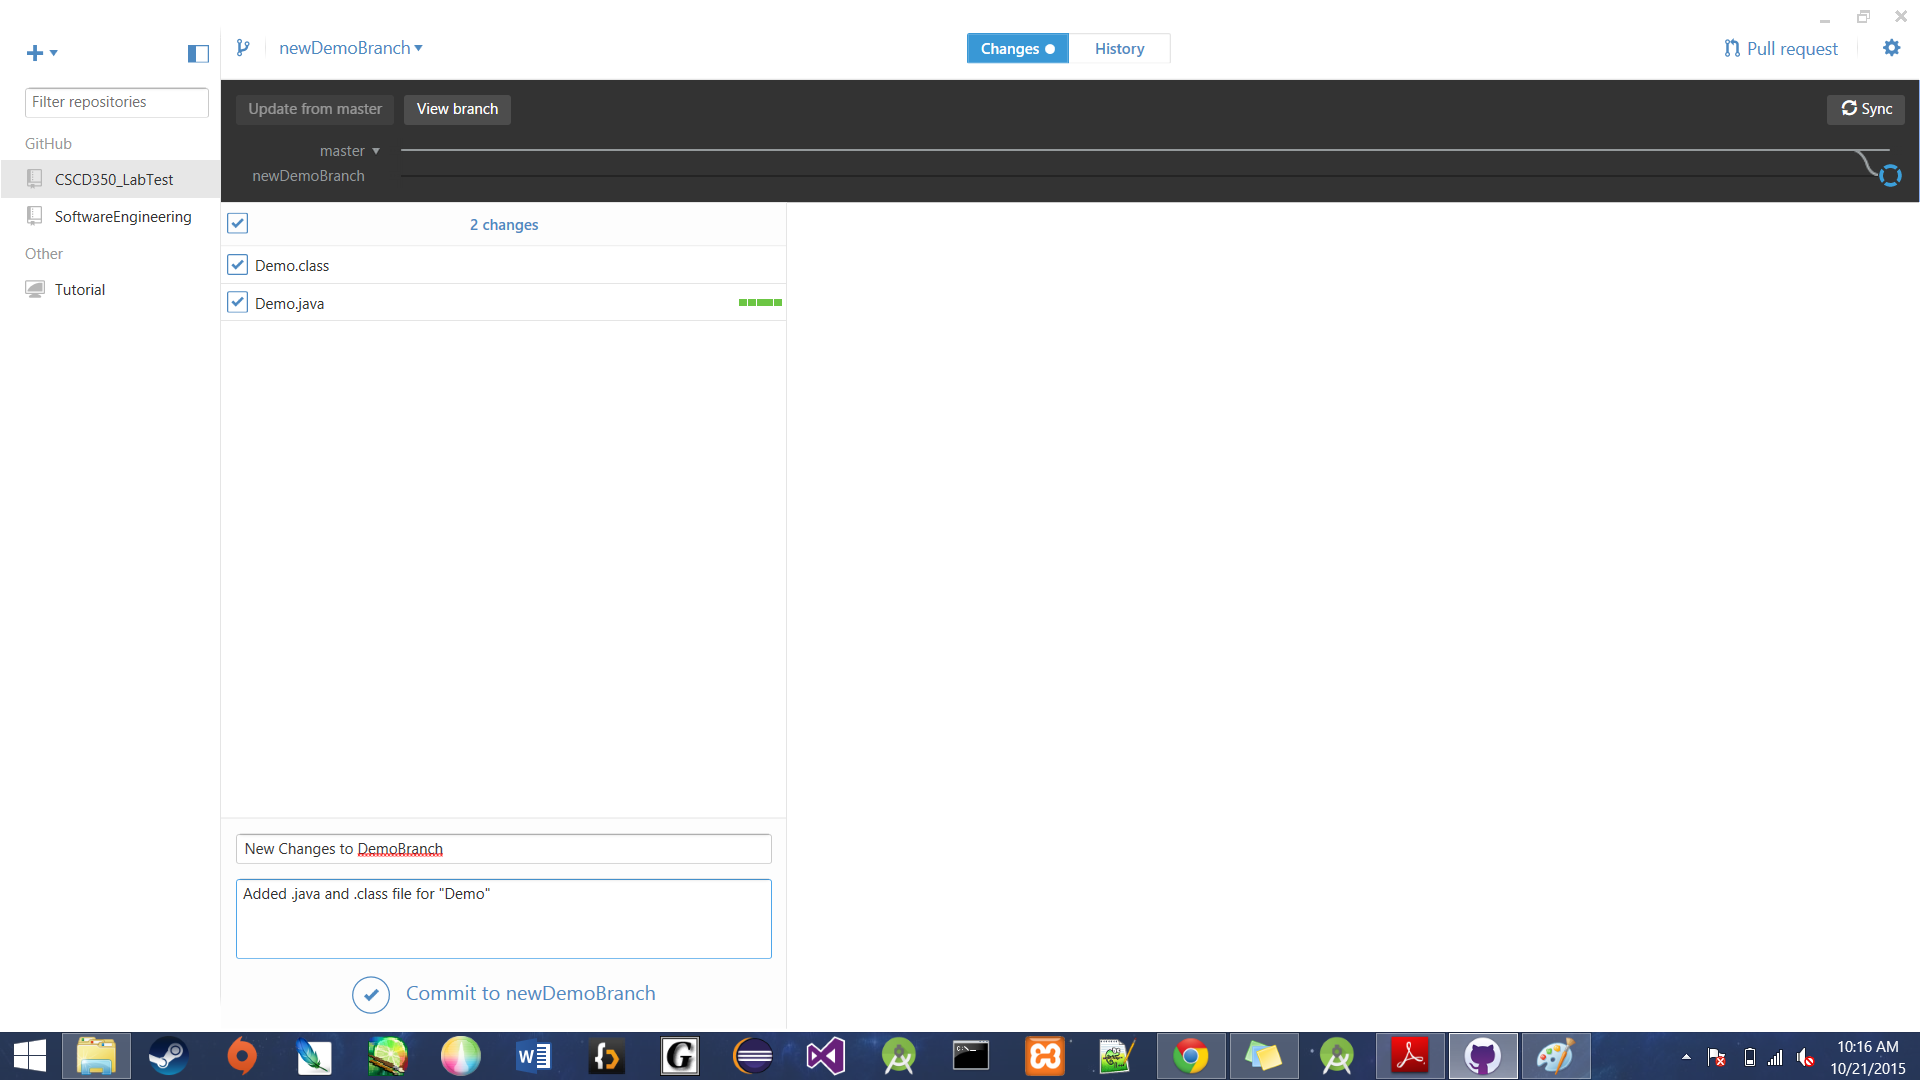 newDemoBranch
Changes
History
Pull request
Filter repositories
GitHub
CSCD350_LabTest
SoftwareEngineering
Other
Tutorial
Update from master
View branch
Sync
master
newDemoBranch
2 changes
Demo.class
Demo.java
New Changes to DemoBranch
Added .java and .class file for "Demo"
Commit to newDemoBranch
10:16 AM
10/21/2015